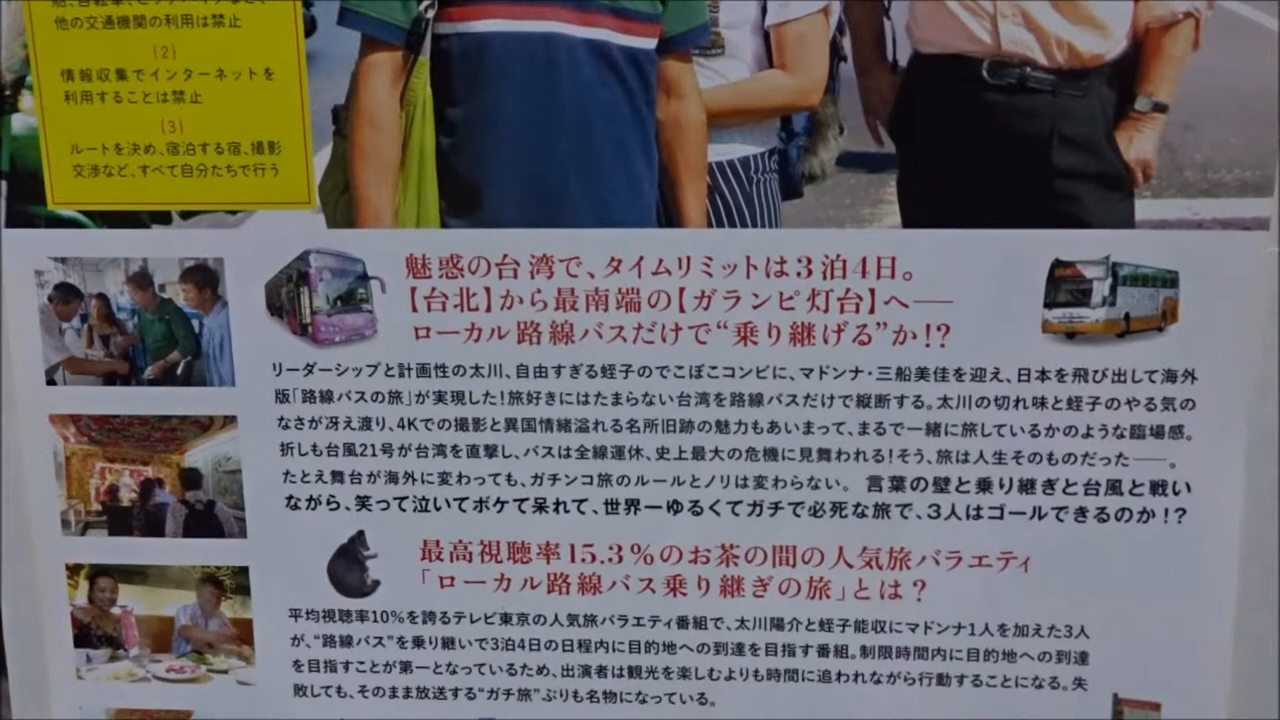 船、自転車、ヒッチハイクなど、
他の交通機関の利用は禁止
[2]
情報収集でインターネットを
利用することは禁止
[3]
ルートを決め、宿泊する宿、撮影
交渉など、すべて自分たちで行う
魅惑の台湾で、タイムリミットは3泊4日。
【台北】から最南端の【ガランピ灯台】へ──
ローカル路線バスだけで“乗り継げる”か!?
リーダーシップと計画性の太川、自由すぎる蛭子のでこぼこコンビに、マドンナ・三船美佳を迎え、日本を飛び出して海外
版「路線バスの旅」が実現した!旅好きにはたまらない台湾を路線バスだけで縦断する。太川の切れ味と蛭子のやる気の
なさが冴え渡り、4Kでの撮影と異国情緒溢れる名所旧跡の魅力もあいまって、まるで一緒に旅しているかのような臨場感。
折しも台風21号が台湾を直撃し、バスは全線運休、史上最大の危機に見舞われる!そう、旅は人生そのものだった──。
たとえ舞台が海外に変わっても、ガチンコ旅のルールとノリは変わらない。 言葉の壁と乗り継ぎと台風と戦い
ながら、笑って泣いてボケて呆れて、世界一ゆるくてガチで必死な旅で、3人はゴールできるのか!?
最高視聴率15.3%のお茶の間の人気旅バラエティ
「ローカル路線バス乗り継ぎの旅」とは?
平均視聴率10%を誇るテレビ東京の人気旅バラエティ番組で、太川陽介と蛭子能収にマドンナ1人を加えた3人
が、“路線バス”を乗り継いで3泊4日の日程内に目的地への到達を目指す番組。制限時間内に目的地への到達
を目指すことが第一となっているため、出演者は観光を楽しむよりも時間に追われながら行動することになる。失
敗しても、そのまま放送する“ガチ旅”ぶりも名物になっている。